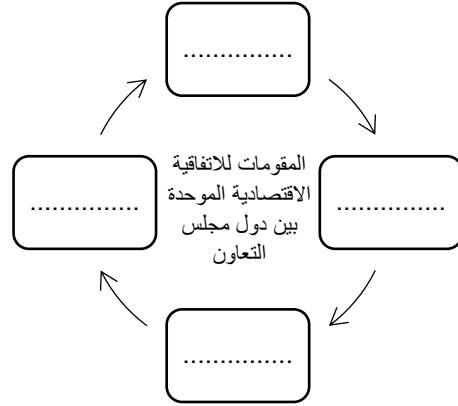 ...............
المقومات للاتفاقية
الاقتصادية الموحدة
بين دول مجلس
التعاون
...............
...............
...............